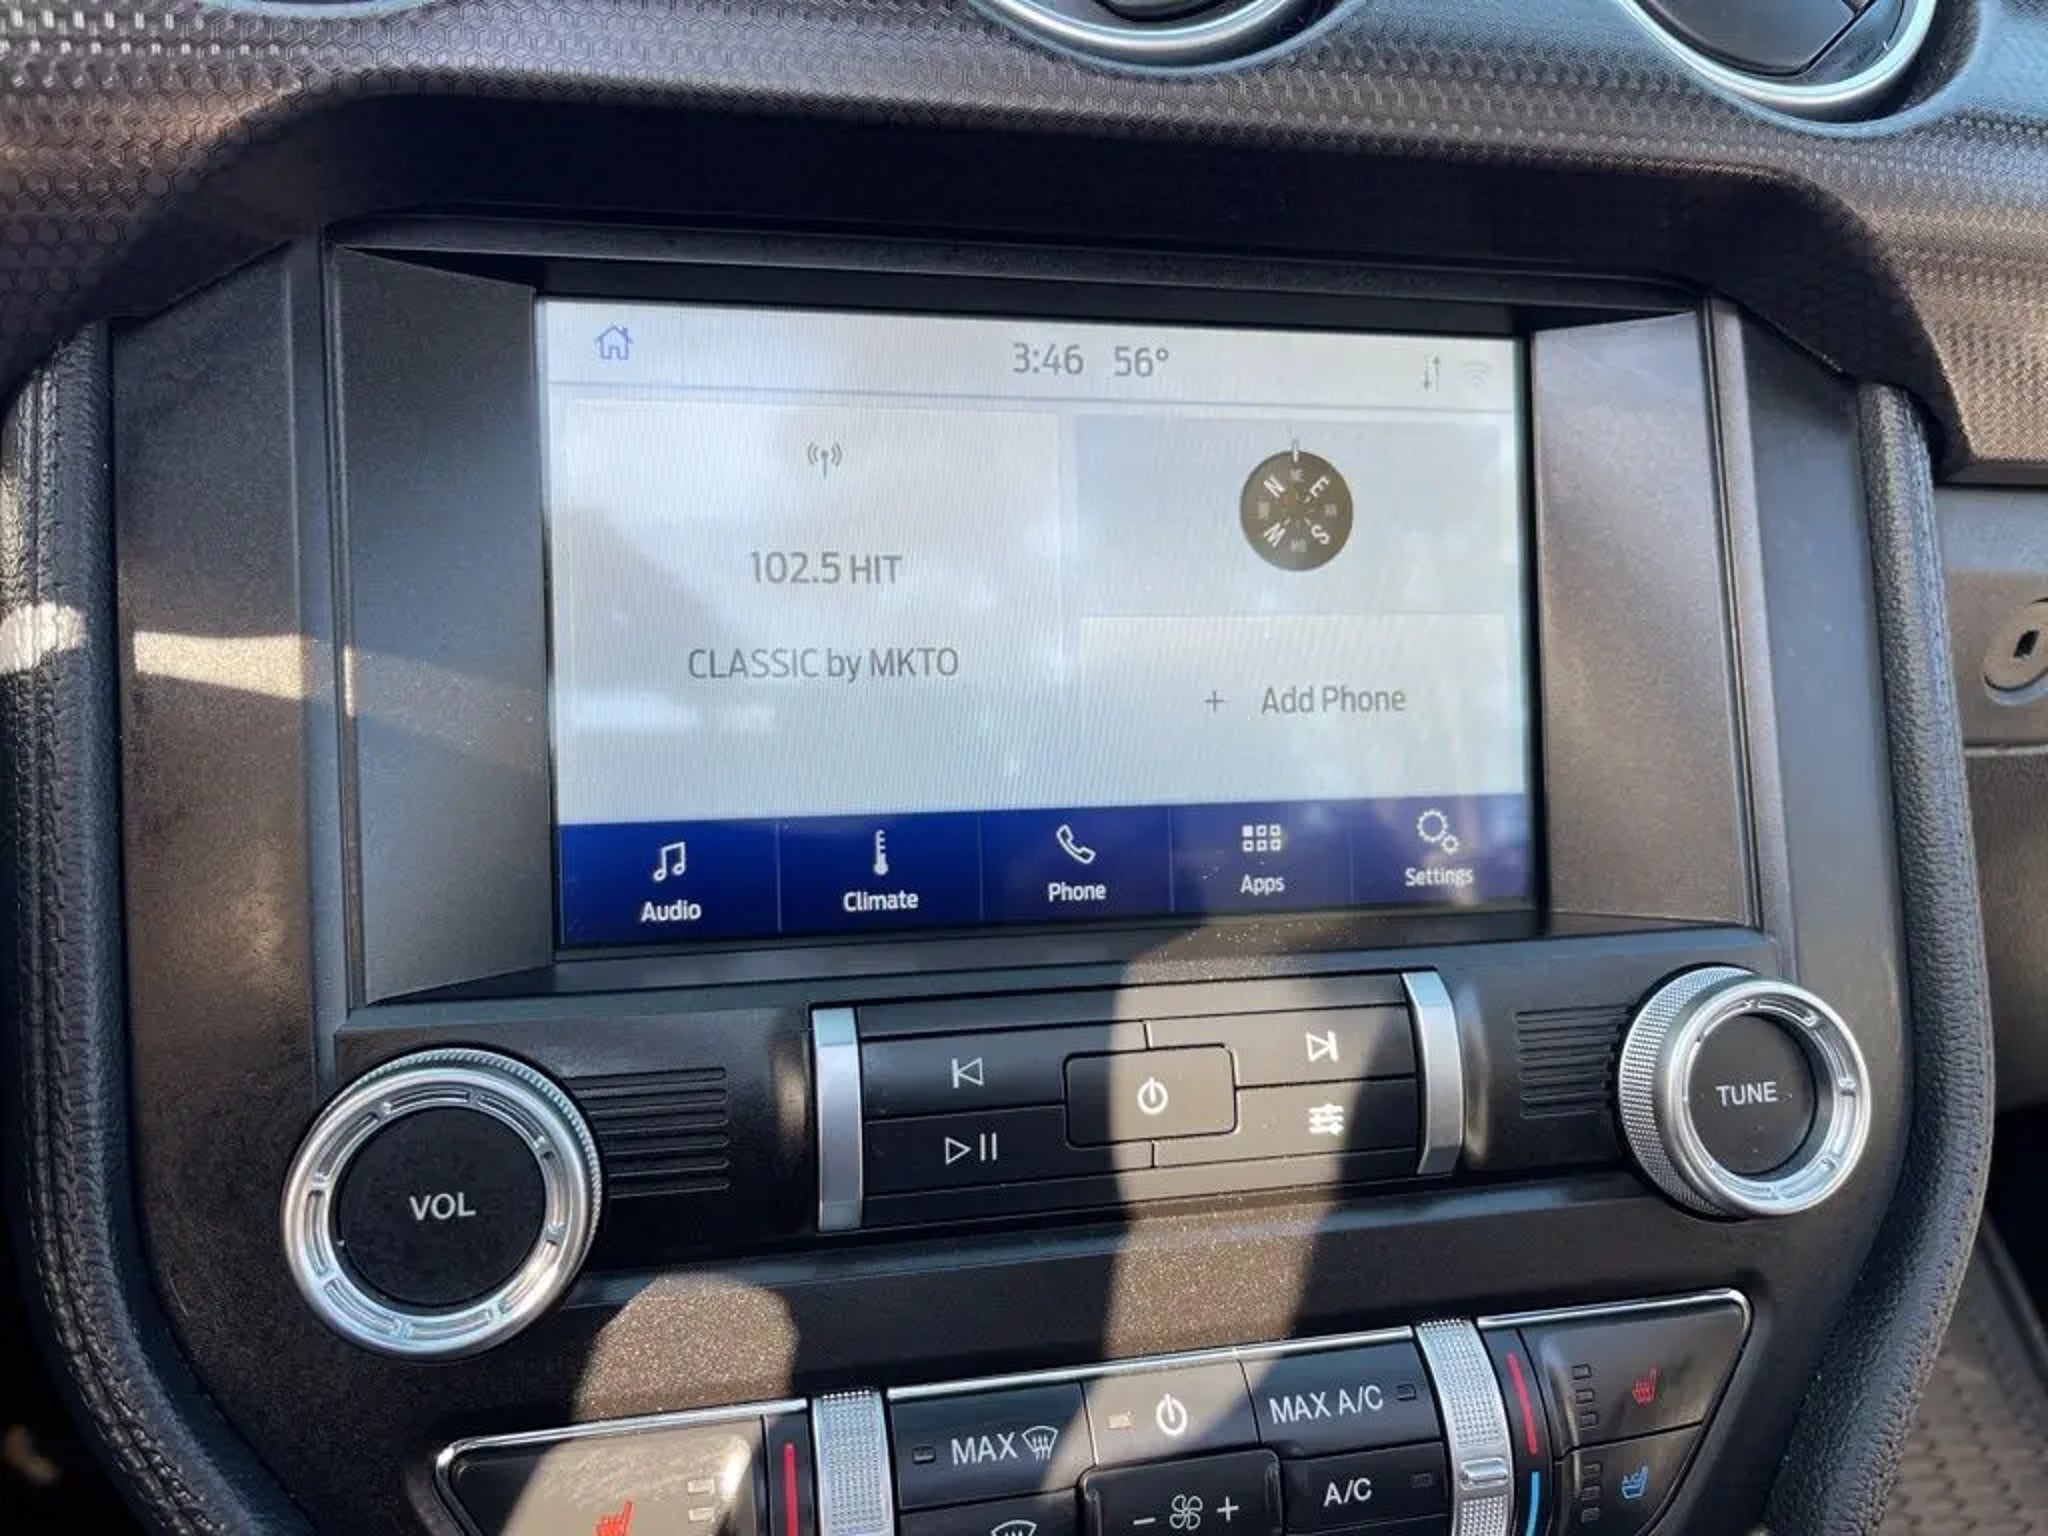 3:46 56°
N E
W S
102.5 HIT
CLASSIC by MKTO
+ Add Phone
Audio
Climate
Phone
Apps
Settings
VOL
TUNE
MAX
MAX A/C
A/C